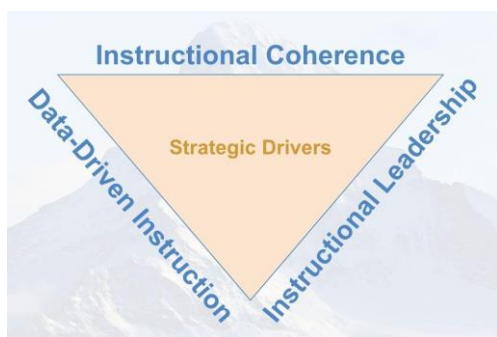 Instructional Coherence
Data-Driven Instruction
Strategic Drivers
Instructional Leadership